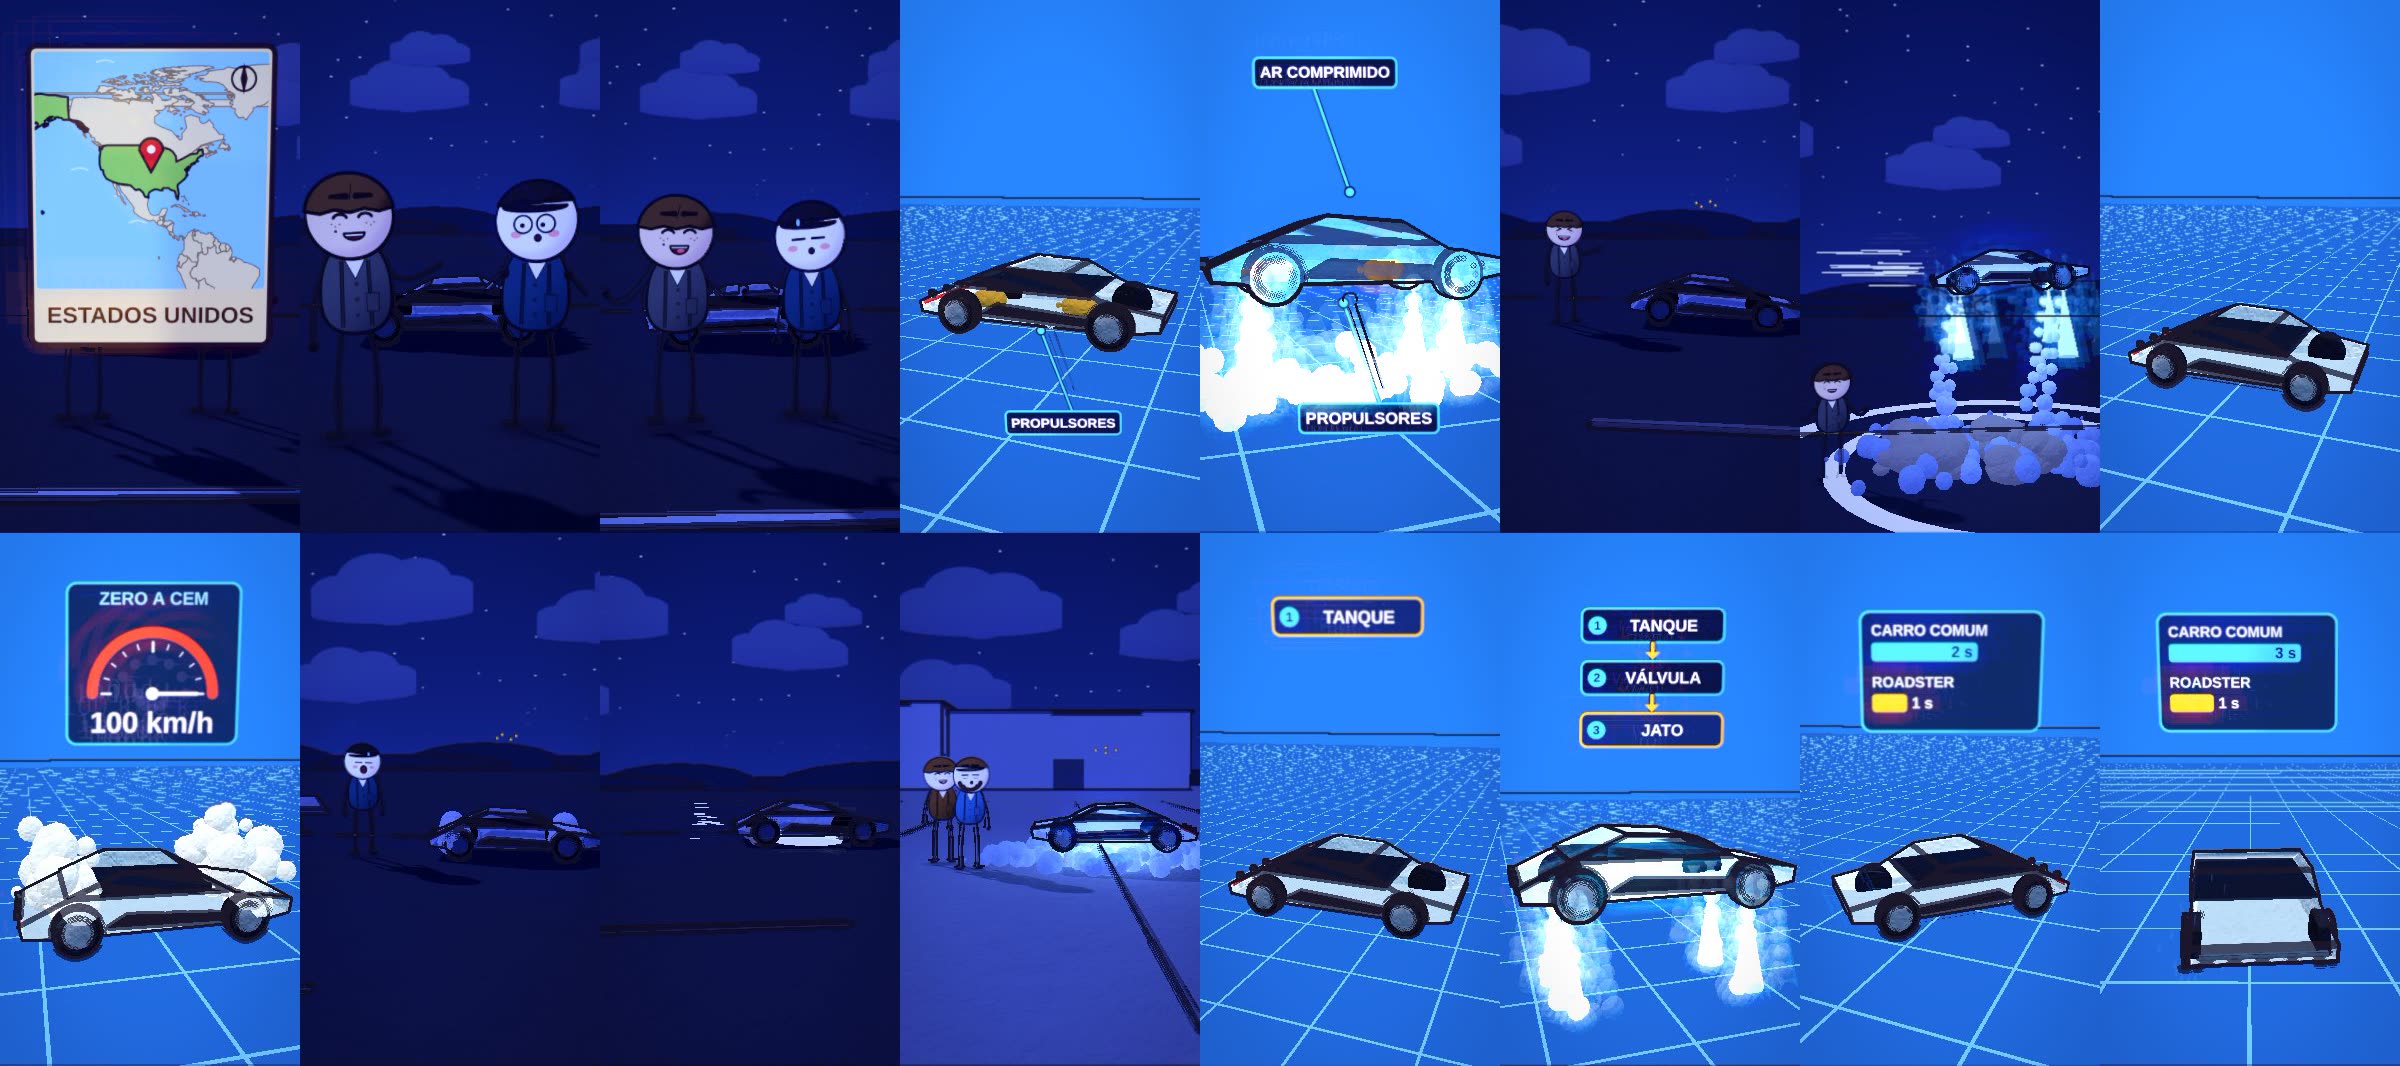 ESTADOS UNIDOS
PROPULSORES
AR COMPRIMIDO
PROPULSORES
ZERO A CEM
100 km/h
1 TANQUE
1 TANQUE
2 VÁLVULA
3 JATO
CARRO COMUM
2 s
ROADSTER
1 s
CARRO COMUM
3 s
ROADSTER
1 s